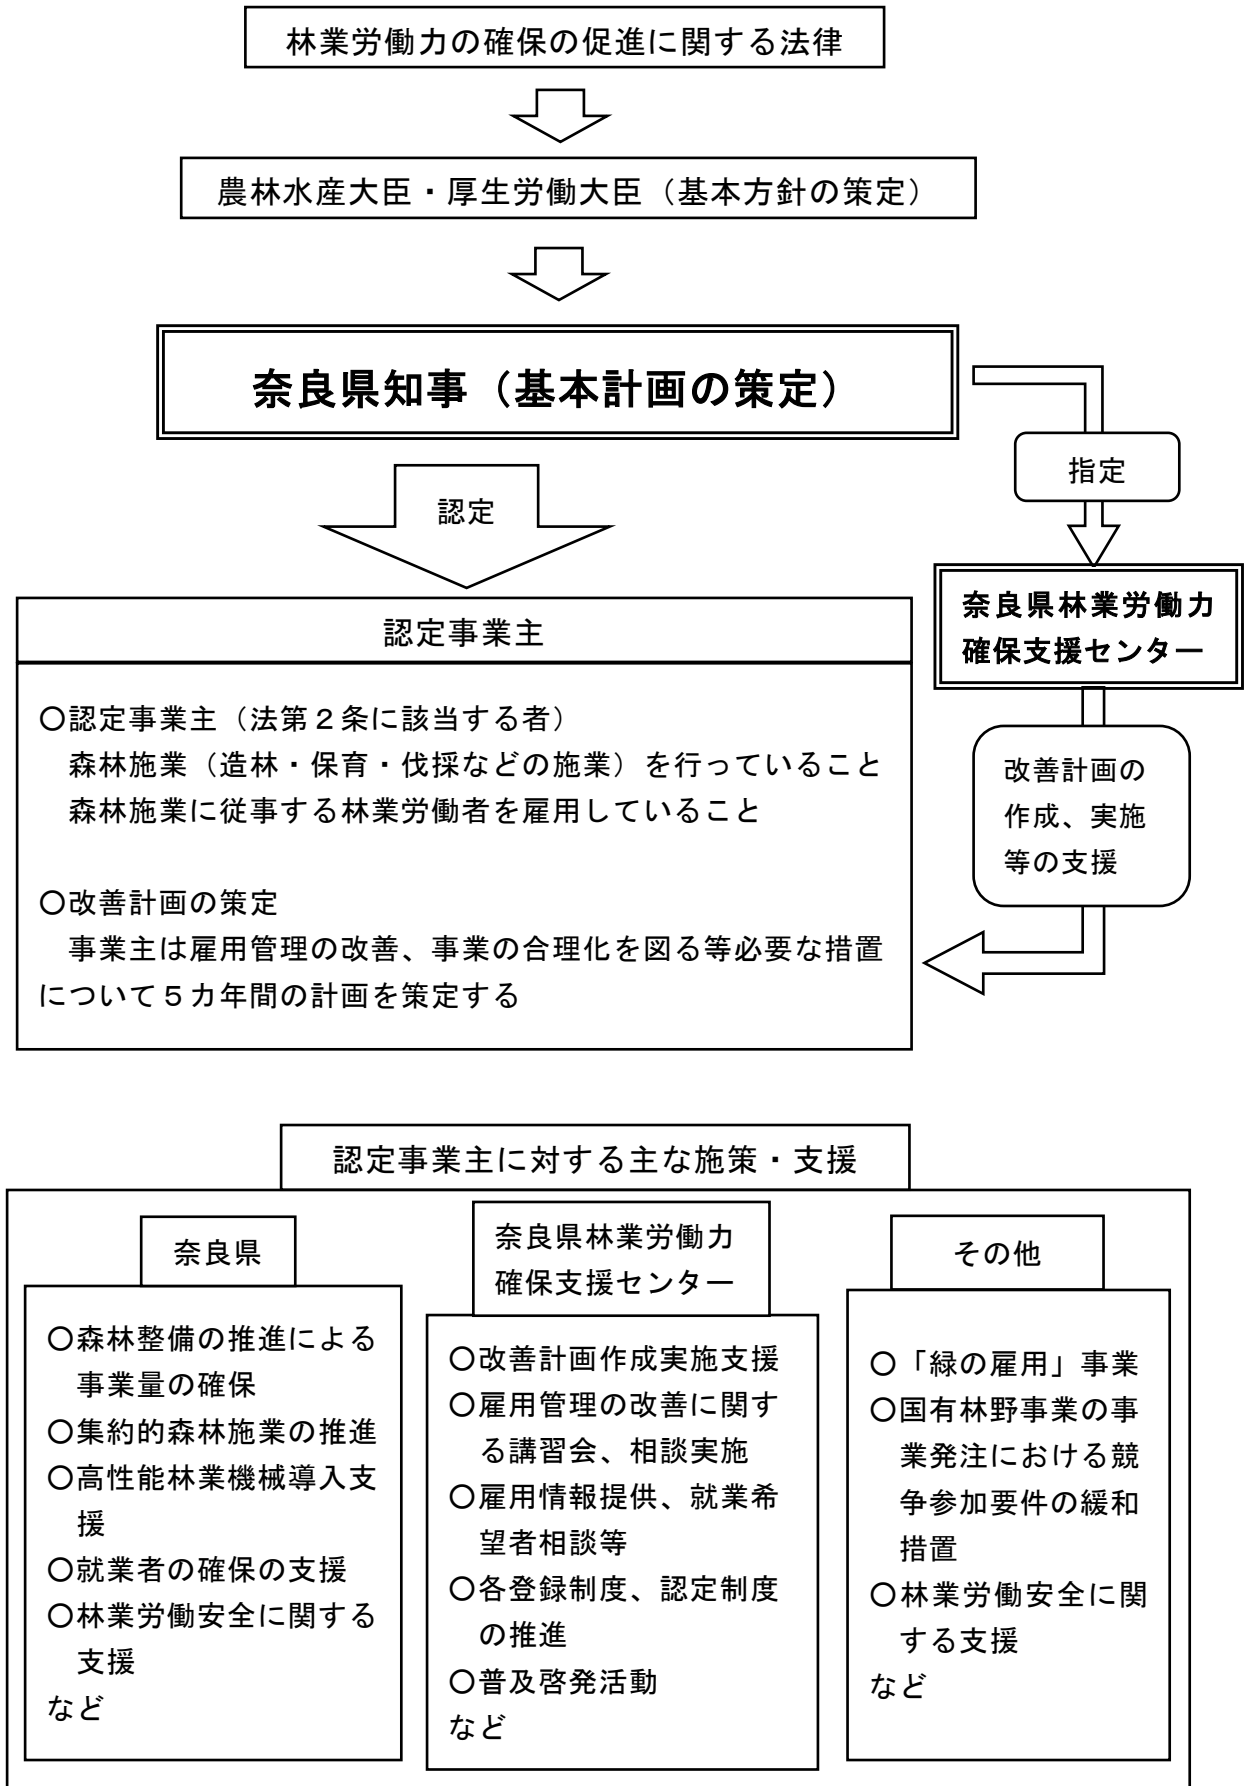 林業労働力の確保の促進に関する法律
農林水産大臣・厚生労働大臣（基本方針の策定）
奈良県知事（基本計画の策定）
指定
認定
奈良県林業労働力
確保支援センター
認定事業主
〇認定事業主（法第２条に該当する者）
森林施業（造林・保育・伐採などの施業）を行っていること
森林施業に従事する林業労働者を雇用していること
〇改善計画の策定
事業主は雇用管理の改善、事業の合理化を図る等必要な措置
について５カ年間の計画を策定する
改善計画の
作成、実施
等の支援
認定事業主に対する主な施策・支援
奈良県
〇森林整備の推進による
事業量の確保
〇集約的森林施業の推進
〇高性能林業機械導入支
援
〇就業者の確保の支援
〇林業労働安全に関する
支援
など
奈良県林業労働力
確保支援センター
〇改善計画作成実施支援
〇雇用管理の改善に関す
る講習会、相談実施
〇雇用情報提供、就業希
望者相談等
〇各登録制度、認定制度
の推進
〇普及啓発活動
など
その他
〇「緑の雇用」事業
〇国有林野事業の事
業発注における競
争参加要件の緩和
措置
〇林業労働安全に関
する支援
など